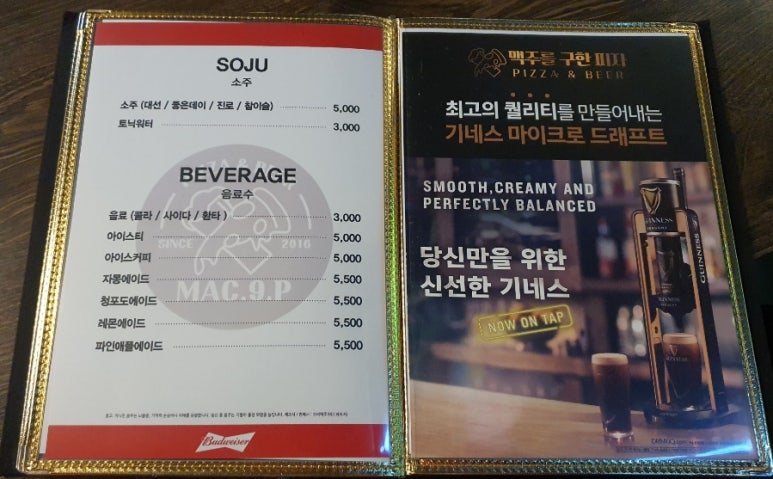 SOJU
소주
소주 (대선 / 좋은데이 / 진로 / 참이슬) 5,000
토닉워터 3,000
PIZZA & BEER
BEVERAGE
음료수
음료 (콜라 / 사이다 / 환타) 3,000
아이스티 5,000
아이스커피 5,000
자몽에이드 5,500
청포도에이드 5,500
레몬에이드 5,500
파인애플에이드 5,500
SINCE 2016
MAC.9.P
Budweiser
맥주를 구한 피자
PIZZA & BEER
최고의 퀄리티를 만들어내는
기네스 마이크로 드래프트
SMOOTH, CREAMY AND
PERFECTLY BALANCED
당신만을 위한
신선한 기네스
NOW ON TAP
GUINNESS
GUINNESS
GUINNESS